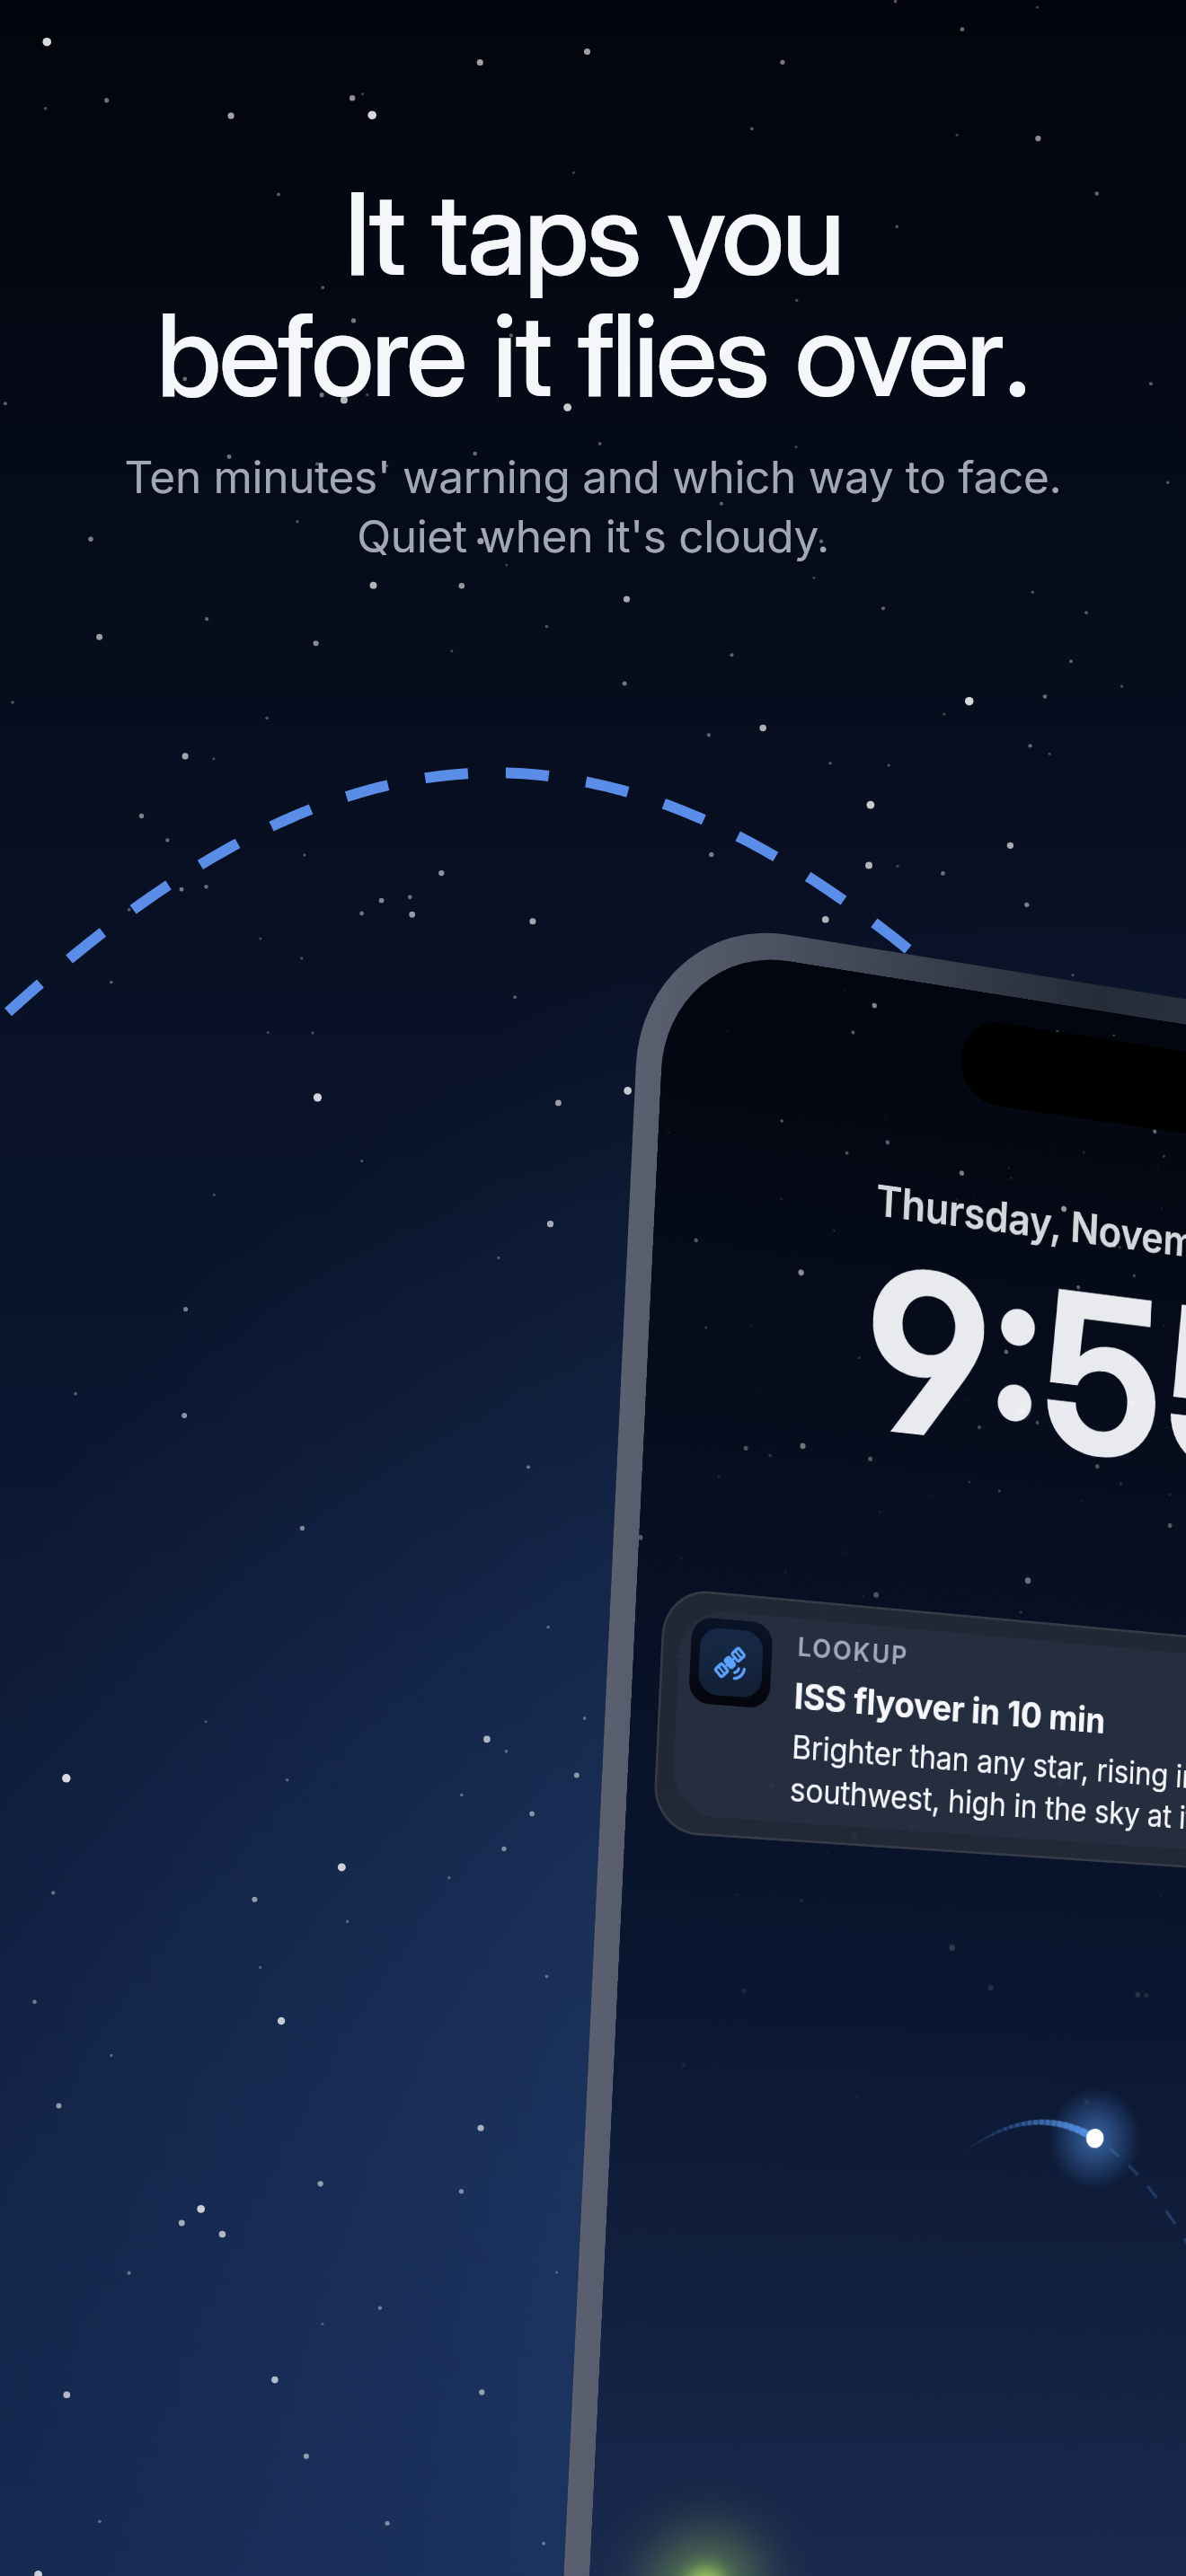 It taps you
before it flies over.
Ten minutes' warning and which way to face.
Quiet when it's cloudy.
Thursday,
9:5
LOOKUP
ISS flyover in 10 min
Brighter than any star, rising
southwest, high in the sky at